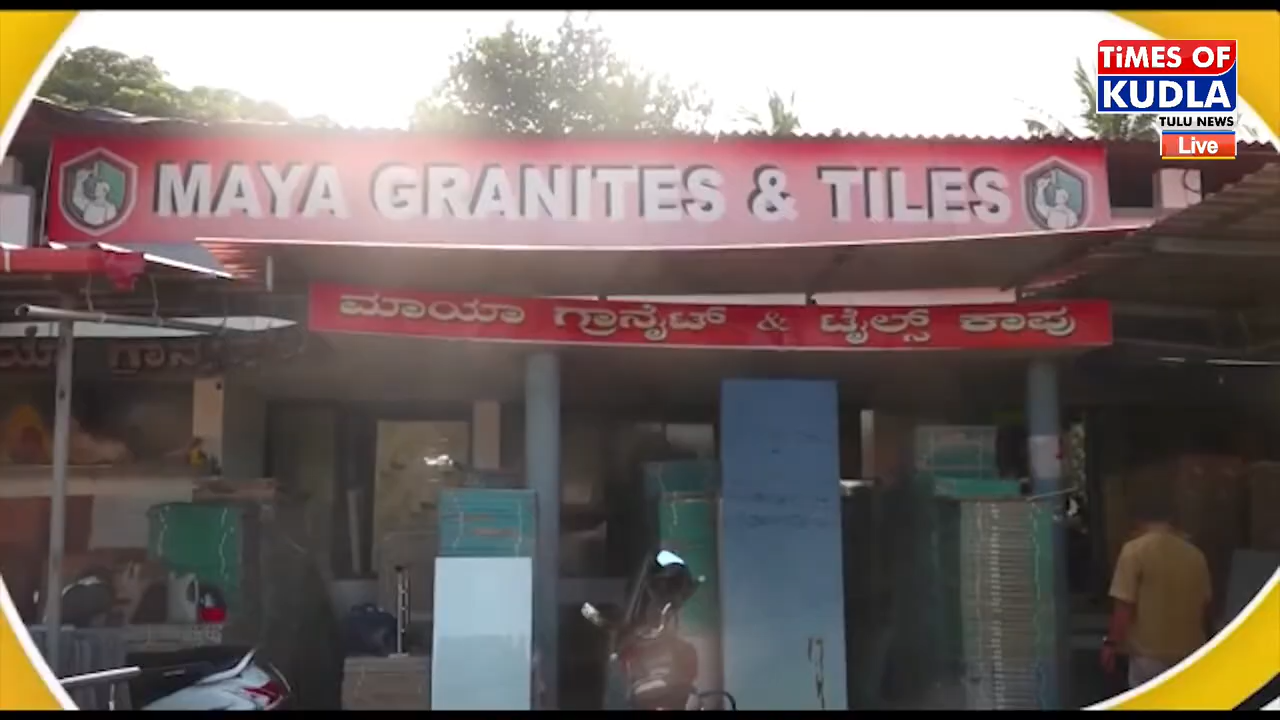 TiMES OF
KUDLA
TULU NEWS
Live
MAYA GRANITES & TILES
ಮಾಯಾ ಗ್ರಾನೈಟ್ & ಟೈಲ್ಸ್ ಕಾಪು